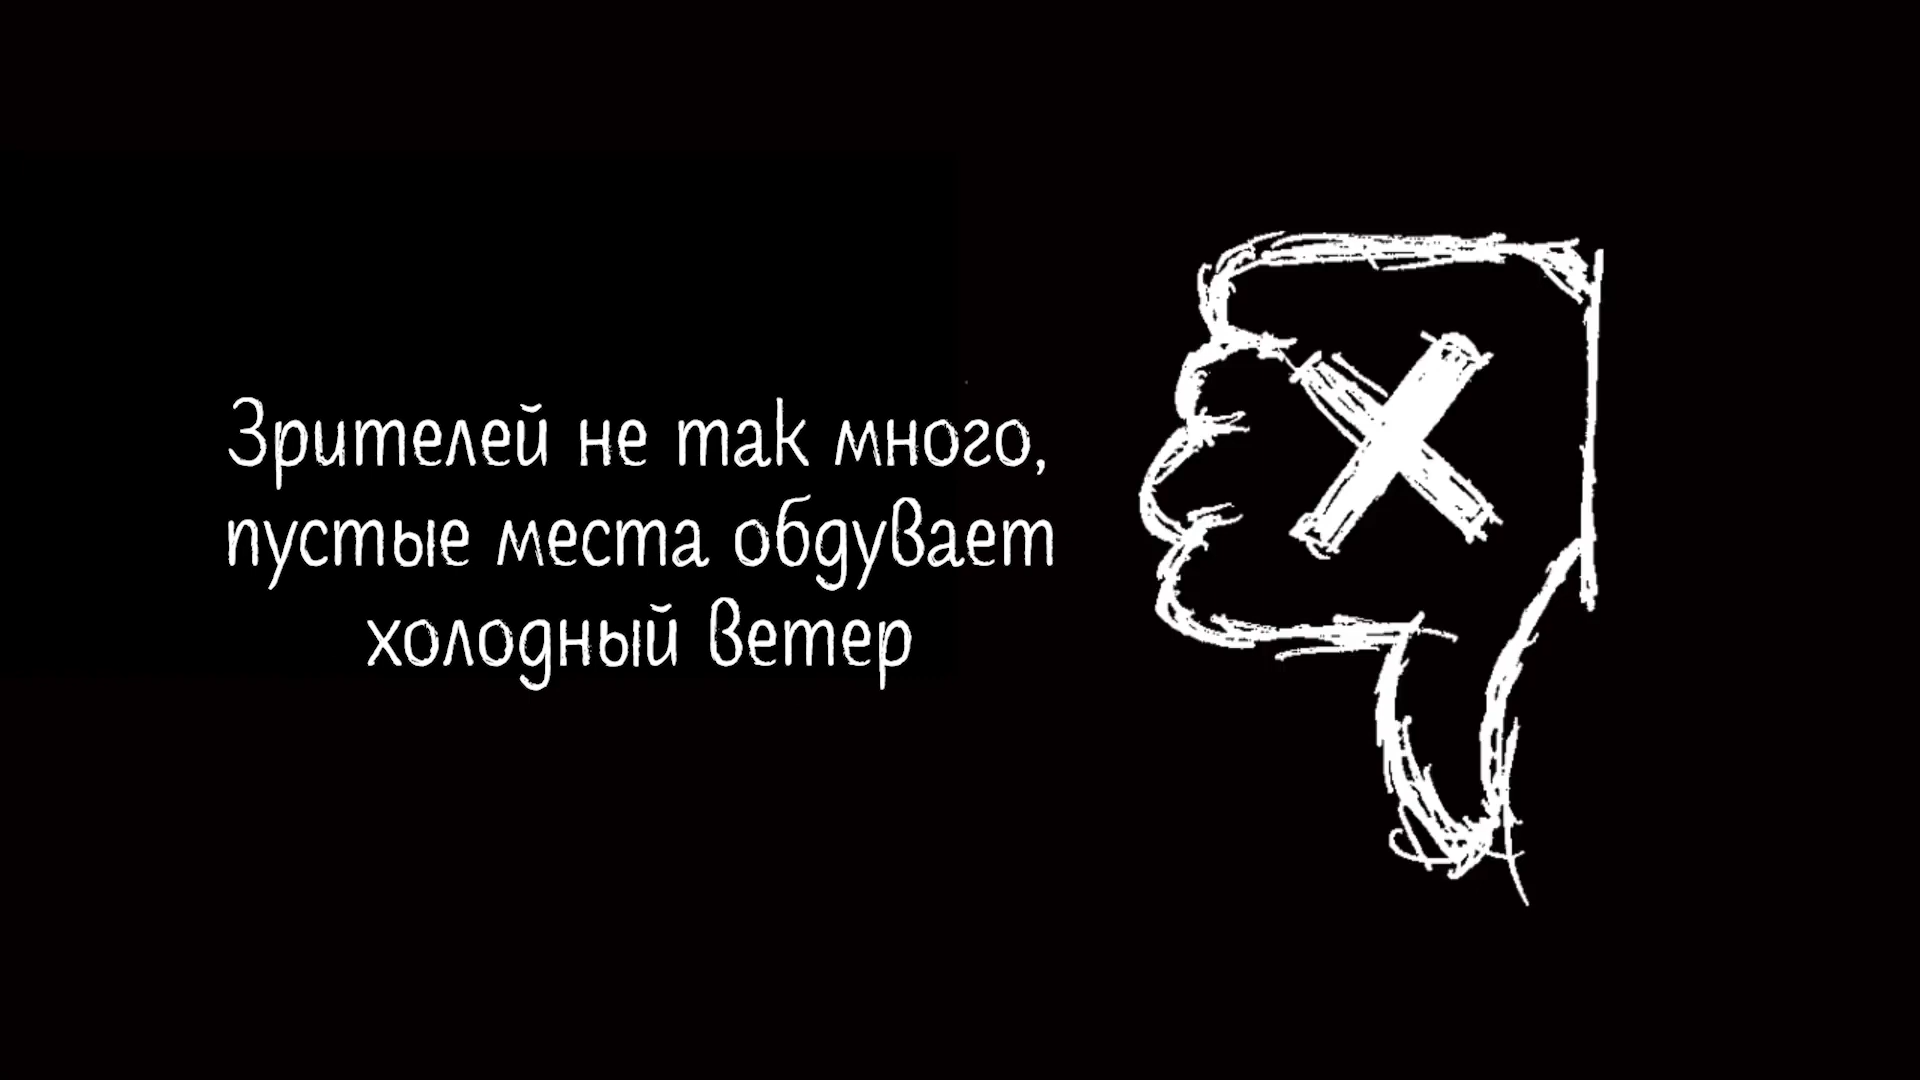 Зрителей не так много,
пустые места обдувает
холодный ветер